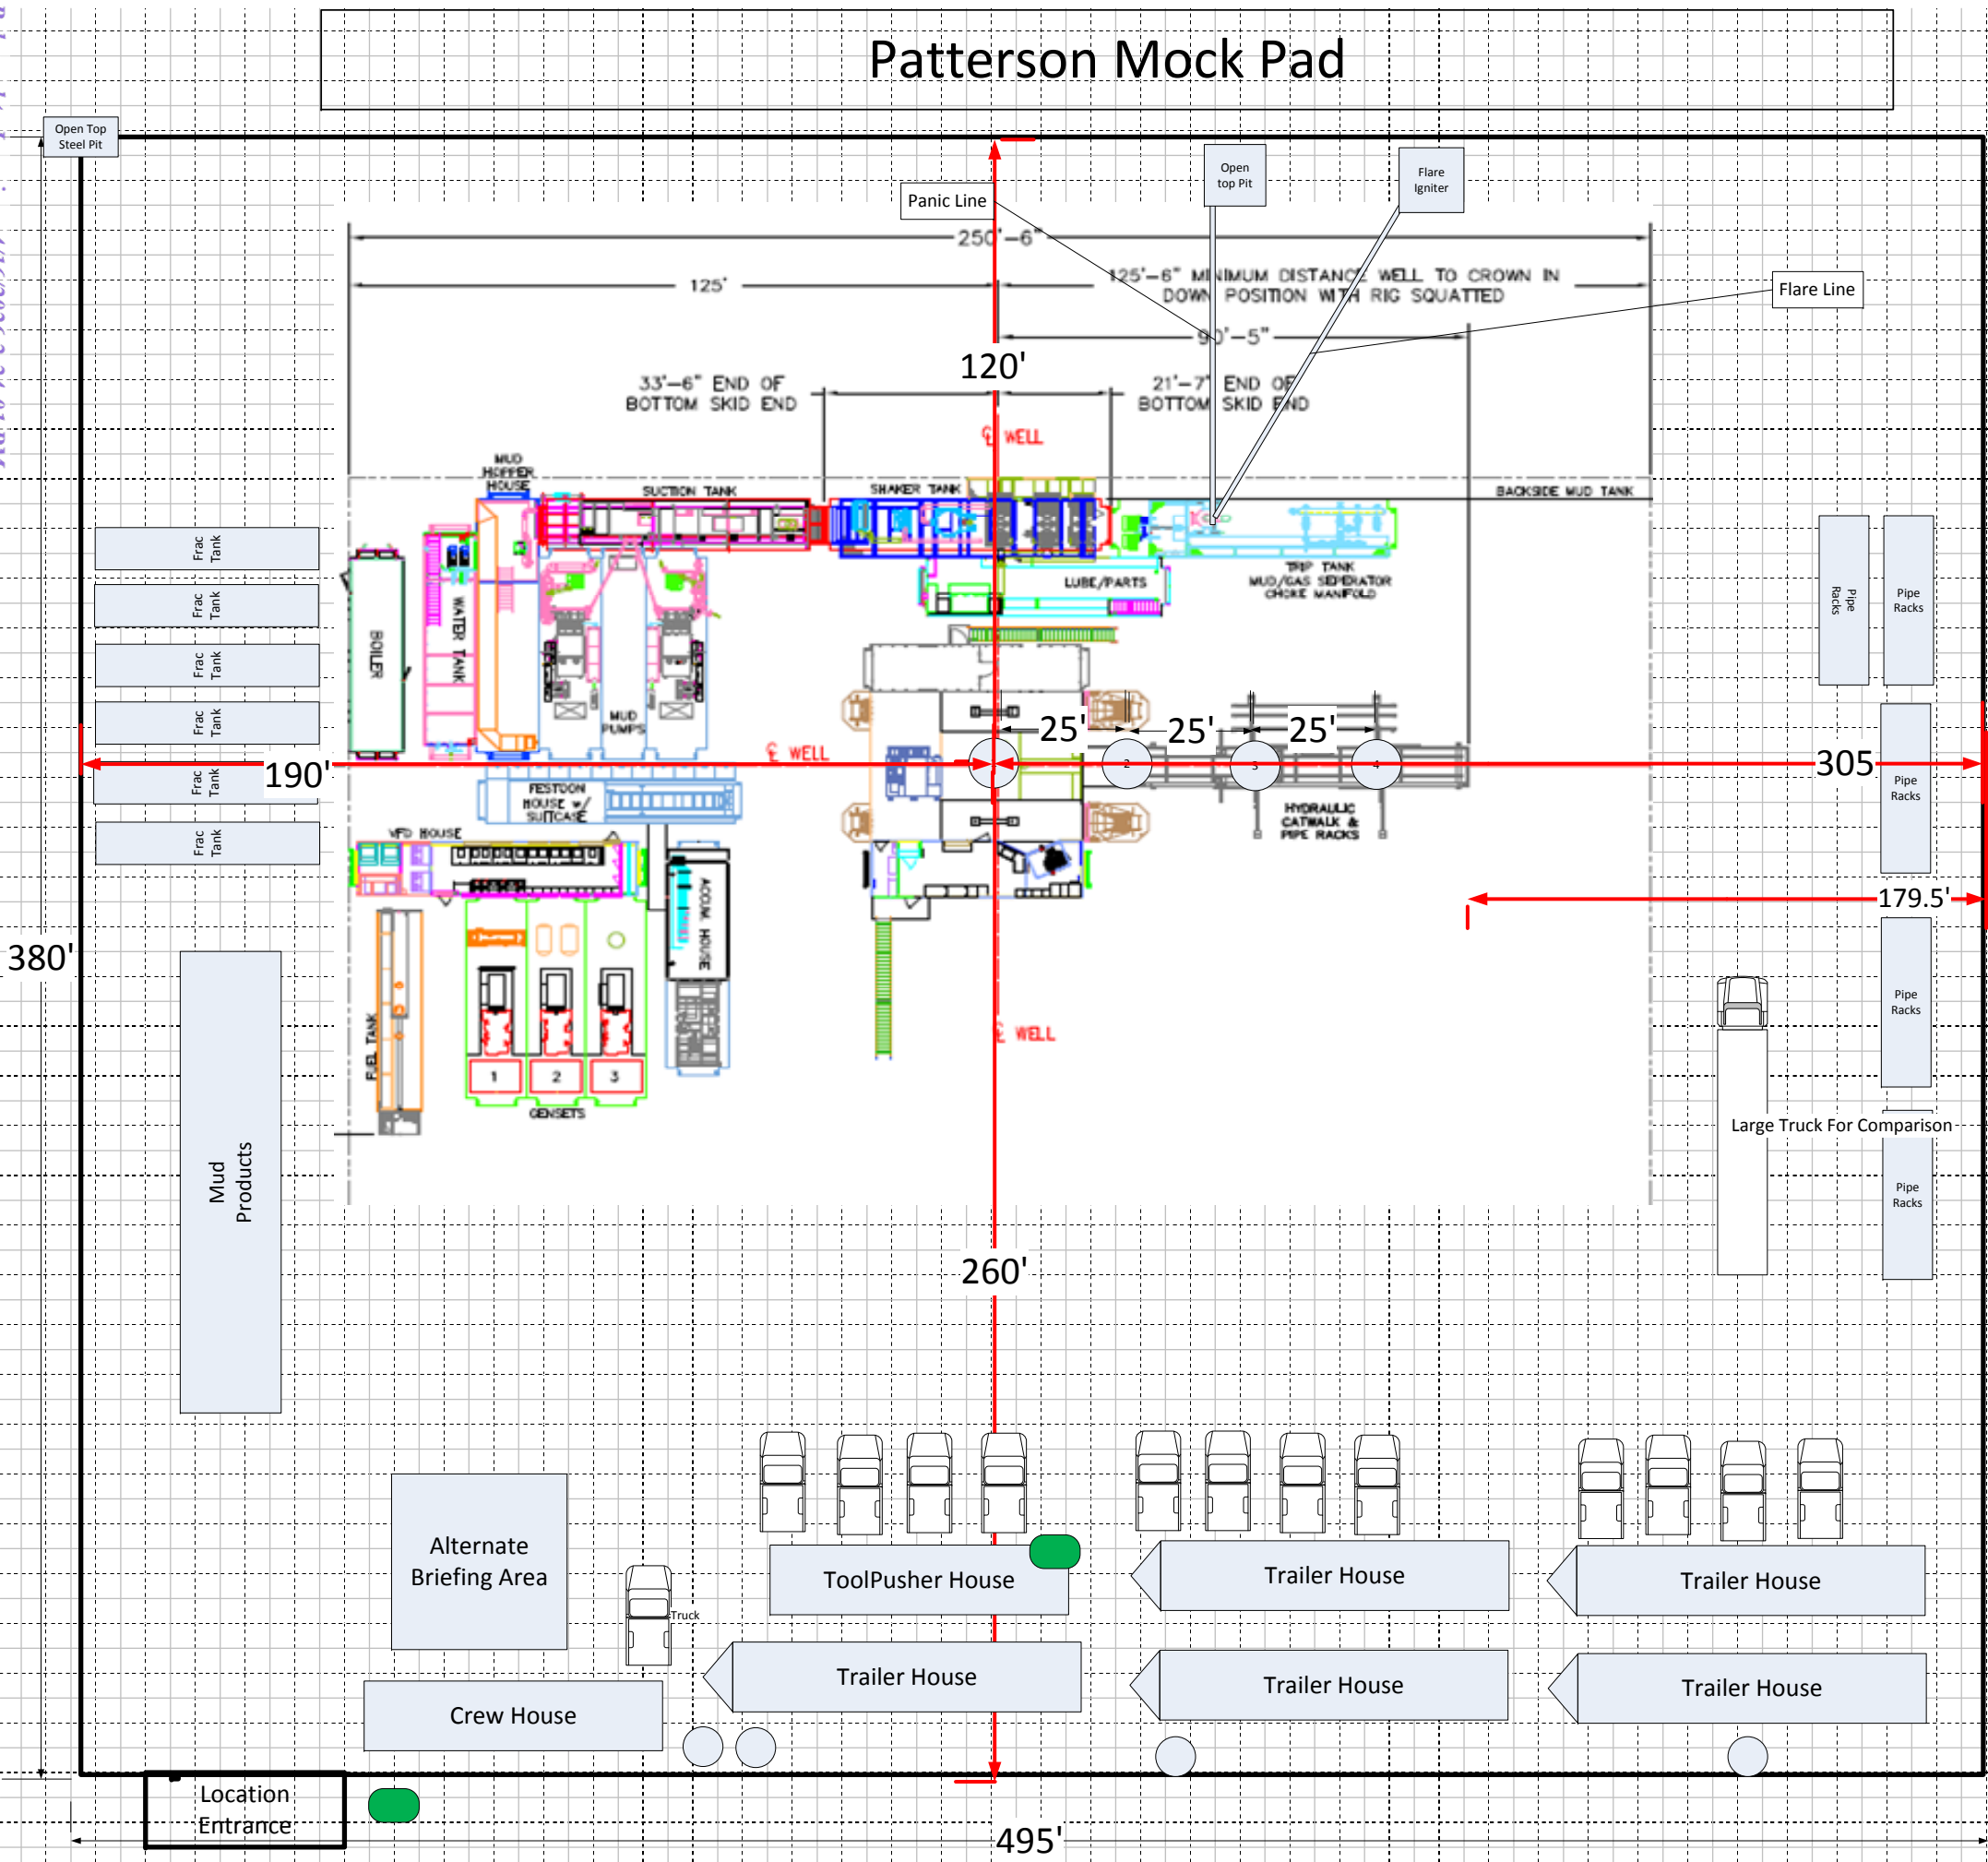 Patterson Mock Pad
Open Top
Steel Pit
Open
top Pit
Flare
Igniter
Panic Line
250'-6"
125'
125'-6" MINIMUM DISTANCE WELL TO CROWN IN
DOWN POSITION WITH RIG SQUATTED
Flare Line
90'-5"
120'
33'-6" END OF
BOTTOM SKID END
21'-7" END OF
BOTTOM SKID END
℄ WELL
MUD
HOPPER
HOUSE
SUCTION TANK
SHAKER TANK
BACKSIDE MUD TANK
Frac
Tank
Frac
Tank
Frac
Tank
Frac
Tank
Frac
Tank
Frac
Tank
BOILER
WATER TANK
MUD
PUMPS
LUBE/PARTS
TRIP TANK
MUD/GAS SEPERATOR
CHOKE MANIFOLD
Pipe
Racks
Pipe
Racks
25'
25'
25'
190'
℄ WELL
2
3
4
305
Pipe
Racks
FESTOON
HOUSE w/
SUITCASE
HYDRAULIC
CATWALK &
PIPE RACKS
VFD HOUSE
ACCUM. HOUSE
179.5'
380'
FUEL TANK
1
2
3
GENSETS
℄ WELL
Pipe
Racks
Large Truck For Comparison
Pipe
Racks
Mud
Products
260'
Alternate
Briefing Area
Truck
ToolPusher House
Trailer House
Trailer House
Trailer House
Trailer House
Trailer House
Crew House
Location
Entrance
495'